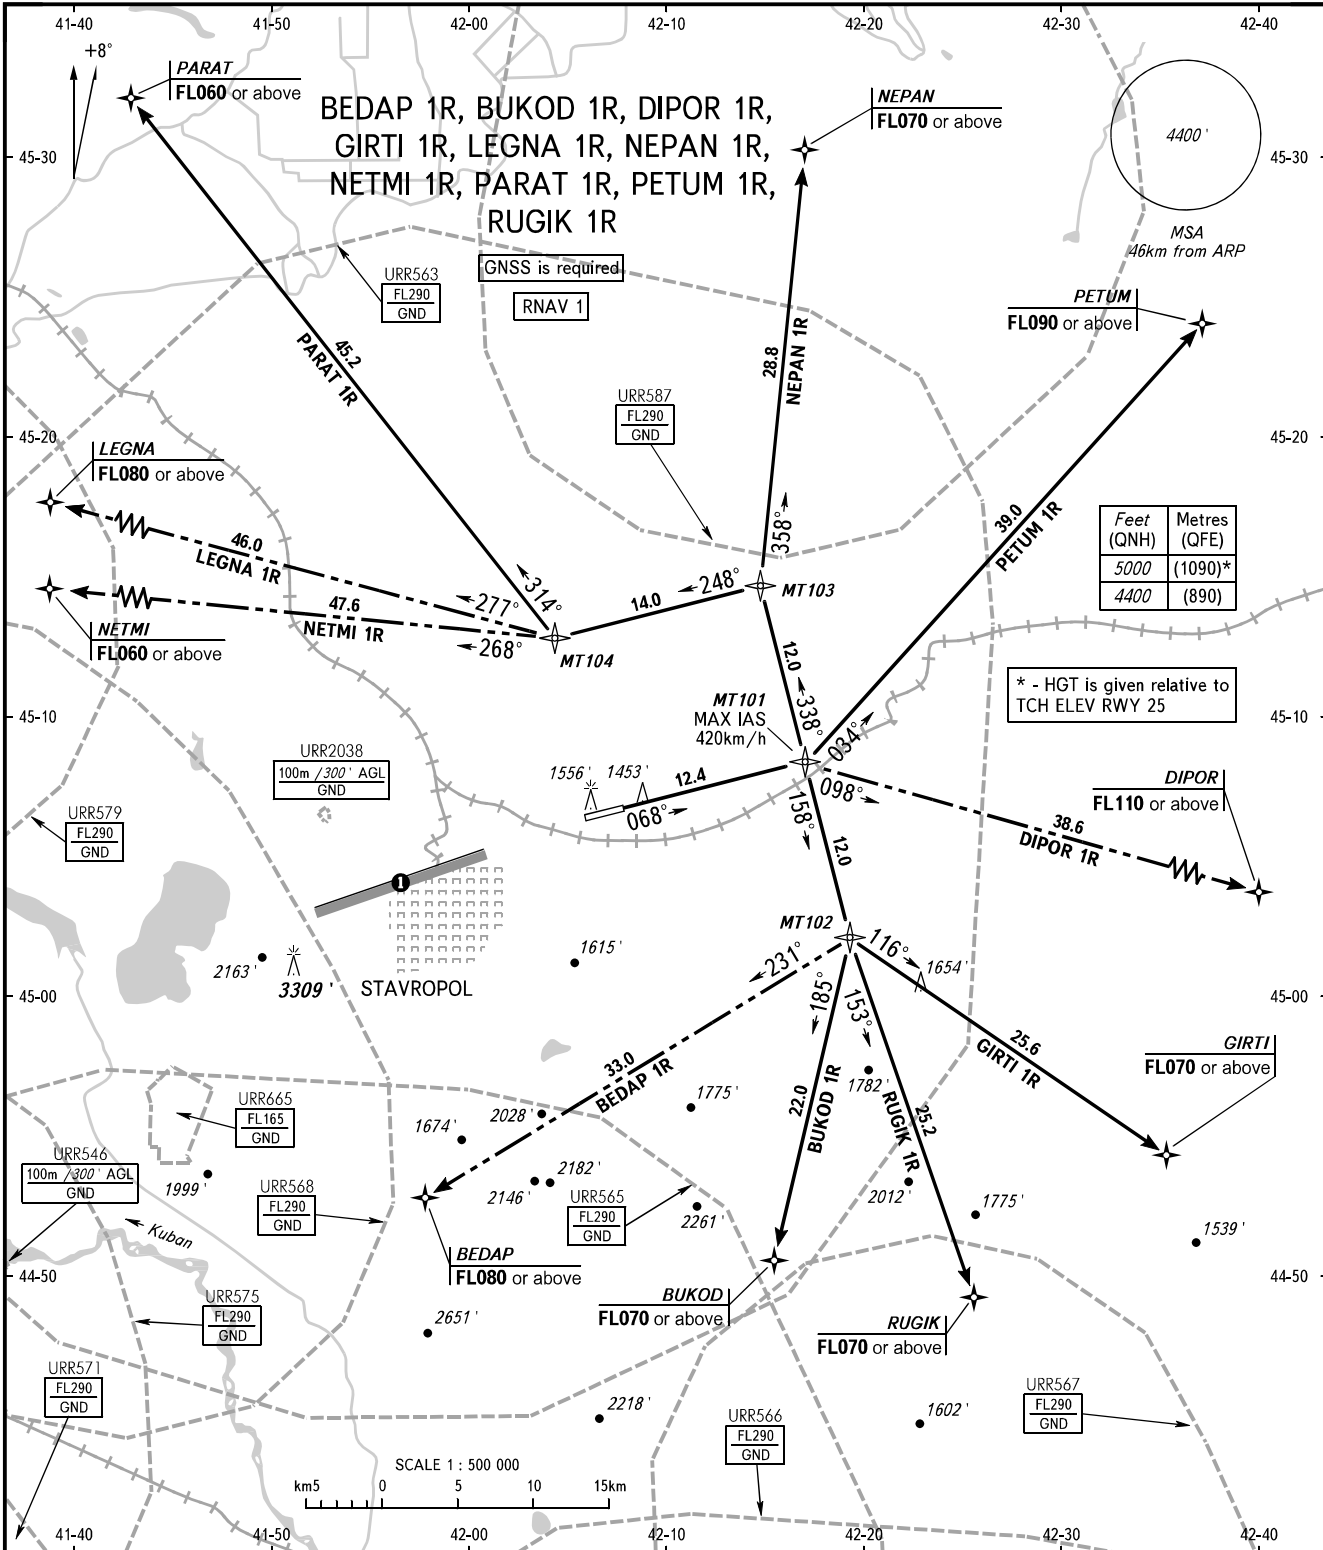 41-40 41-50 42-00 42-10 42-20 42-30 42-40
+8°
PARAT
FL060 or above
BEDAP 1R, BUKOD 1R, DIPOR 1R,
GIRTI 1R, LEGNA 1R, NEPAN 1R,
NETMI 1R, PARAT 1R, PETUM 1R,
RUGIK 1R
NEPAN
FL070 or above
4400'
45-30
45-30
MSA
46km from ARP
URR563
FL290
GND
GNSS is required
RNAV 1
PETUM
FL090 or above
45.2
PARAT 1R
28.8
NEPAN 1R
URR587
FL290
GND
45-20
45-20
LEGNA
FL080 or above
39.0
PETUM 1R
Feet
(QNH)
Metres
(QFE)
5000
(1090)*
4400
(890)
46.0
LEGNA 1R
358°
314°
277°
248°
MT103
47.6
NETMI 1R
14.0
268°
NETMI
FL060 or above
MT104
12.0
338°
MT101
MAX IAS
420km/h
034°
* - HGT is given relative to
TCH ELEV RWY 25
45-10
45-10
URR2038
100m /300' AGL
GND
1556'
1453'
12.4
068°
158°
098°
DIPOR
FL110 or above
38.6
DIPOR 1R
URR579
FL290
GND
12.0
1
MT102
231°
116°
1615'
2163'
3309'
STAVROPOL
185°
153°
1654'
45-00
45-00
25.6
GIRTI 1R
GIRTI
FL070 or above
33.0
BEDAP 1R
1782'
22.0
BUKOD 1R
25.2
RUGIK 1R
URR665
FL165
GND
1775'
2028'
1674'
URR546
100m /300' AGL
GND
1999'
URR568
FL290
GND
2182'
2146'
URR565
FL290
GND
2261'
2012'
1775'
1539'
Kuban
BEDAP
FL080 or above
44-50
44-50
BUKOD
FL070 or above
URR575
FL290
GND
2651'
RUGIK
FL070 or above
URR571
FL290
GND
URR567
FL290
GND
2218'
URR566
FL290
GND
1602'
SCALE 1 : 500 000
km5 0 5 10 15km
41-40 41-50 42-00 42-10 42-20 42-30 42-40